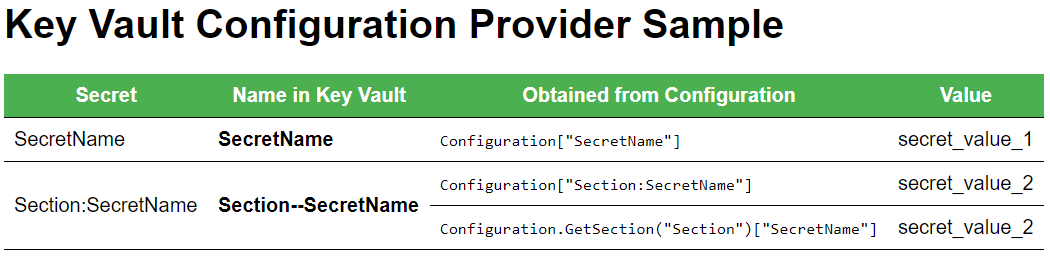 Key Vault Configuration Provider Sample
Secret Name in Key Vault Obtained from Configuration Value
SecretName SecretName Configuration["SecretName"] secret_value_1
Section:SecretName Section--SecretName Configuration["Section:SecretName"] secret_value_2
Configuration.GetSection("Section")["SecretName"] secret_value_2